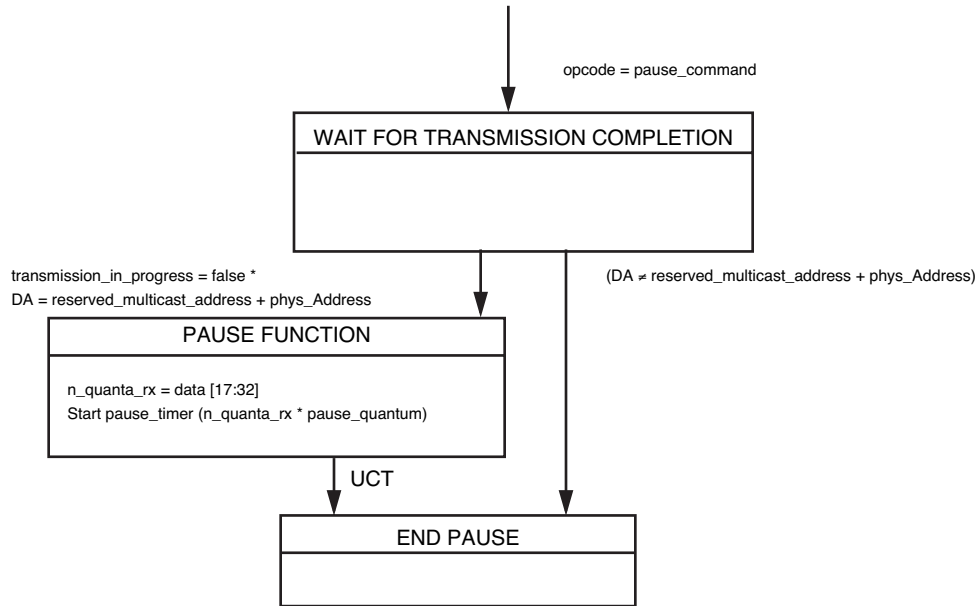 opcode = pause_command
WAIT FOR TRANSMISSION COMPLETION
transmission_in_progress = false *
DA = reserved_multicast_address + phys_Address
(DA ≠ reserved_multicast_address + phys_Address)
PAUSE FUNCTION
n_quanta_rx = data [17:32]
Start pause_timer (n_quanta_rx * pause_quantum)
UCT
END PAUSE